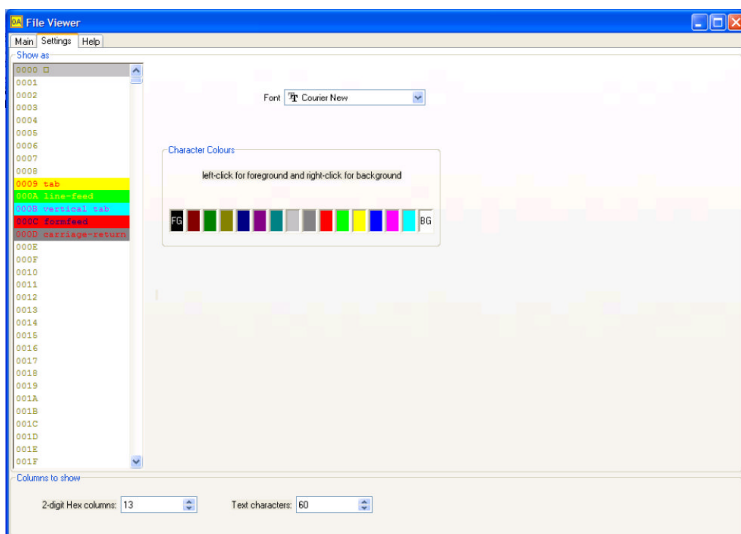 OA File Viewer
Main Settings Help
Show as
0000 □
0001
0002
0003
0004
0005
0006
0007
0008
0009 tab
000A line-feed
000B vertical tab
000C formfeed
000D carriage-return
000E
000F
0010
0011
0012
0013
0014
0015
0016
0017
0018
0019
001A
001B
001C
001D
001E
001F
Font Courier New
Character Colours
left-click for foreground and right-click for background
FG BG
Columns to show
2-digit Hex columns: 13 Text characters: 60